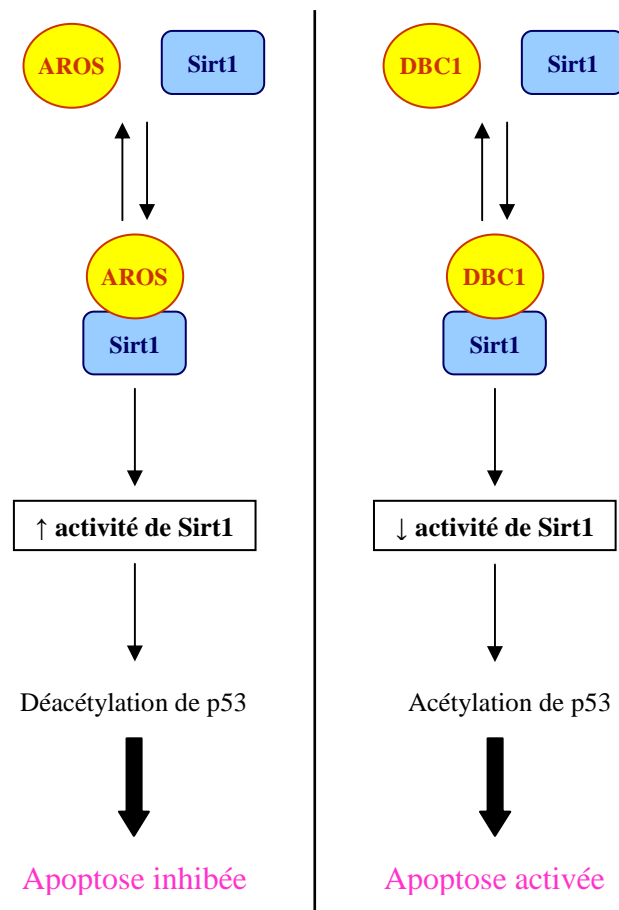 AROS
Sirt1
AROS
Sirt1
↑ activité de Sirt1
Déacétylation de p53
Apoptose inhibée
DBC1
Sirt1
DBC1
Sirt1
↓ activité de Sirt1
Acétylation de p53
Apoptose activée